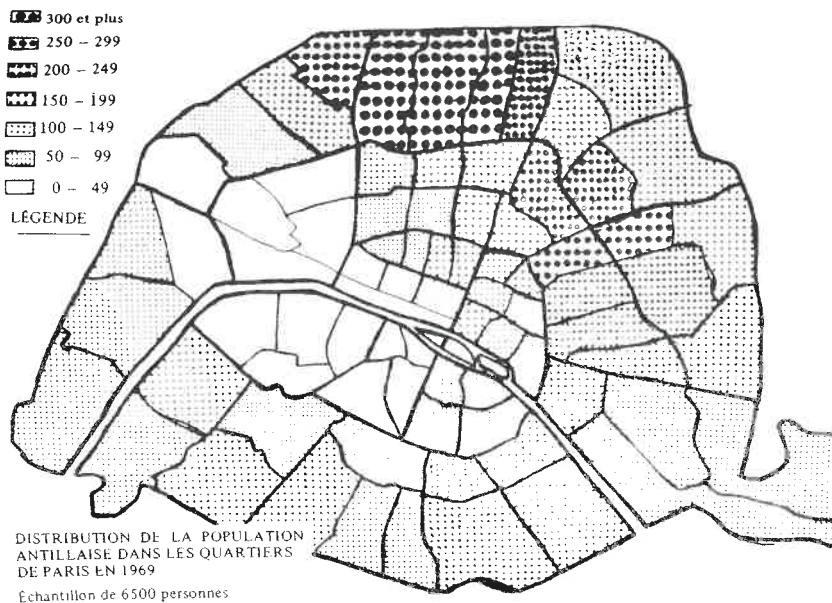 300 et plus
250 – 299
200 – 249
150 – 199
100 – 149
50 – 99
0 – 49
LÉGENDE
DISTRIBUTION DE LA POPULATION
ANTILLAISE DANS LES QUARTIERS
DE PARIS EN 1969
Échantillon de 6500 personnes